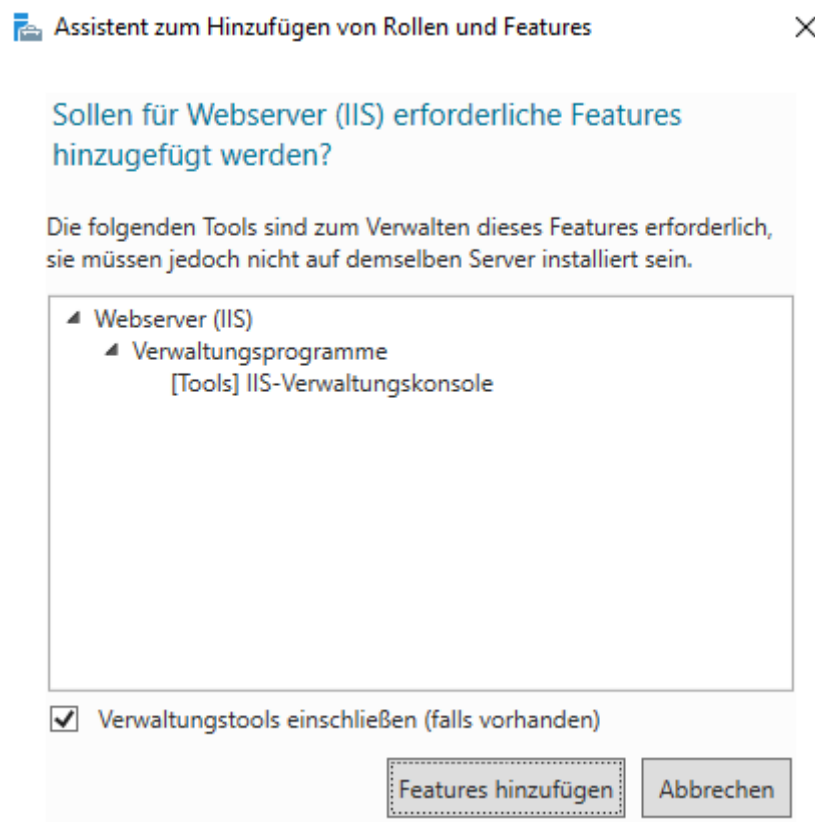 Assistent zum Hinzufügen von Rollen und Features
Sollen für Webserver (IIS) erforderliche Features
hinzugefügt werden?
Die folgenden Tools sind zum Verwalten dieses Features erforderlich,
sie müssen jedoch nicht auf demselben Server installiert sein.
Webserver (IIS)
Verwaltungsprogramme
[Tools] IIS-Verwaltungskonsole
Verwaltungstools einschließen (falls vorhanden)
Features hinzufügen Abbrechen